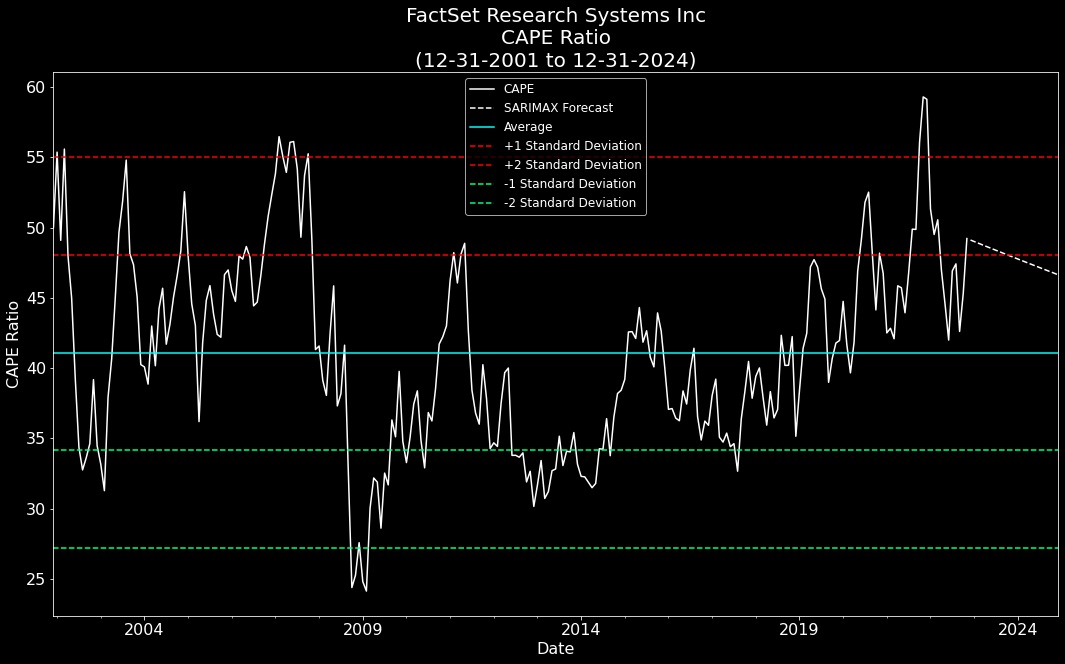 FactSet Research Systems Inc
CAPE Ratio
(12-31-2001 to 12-31-2024)
CAPE
SARIMAX Forecast
Average
+1 Standard Deviation
+2 Standard Deviation
-1 Standard Deviation
-2 Standard Deviation
60
55
50
45
40
35
30
25
CAPE Ratio
2004 2009 2014 2019 2024
Date